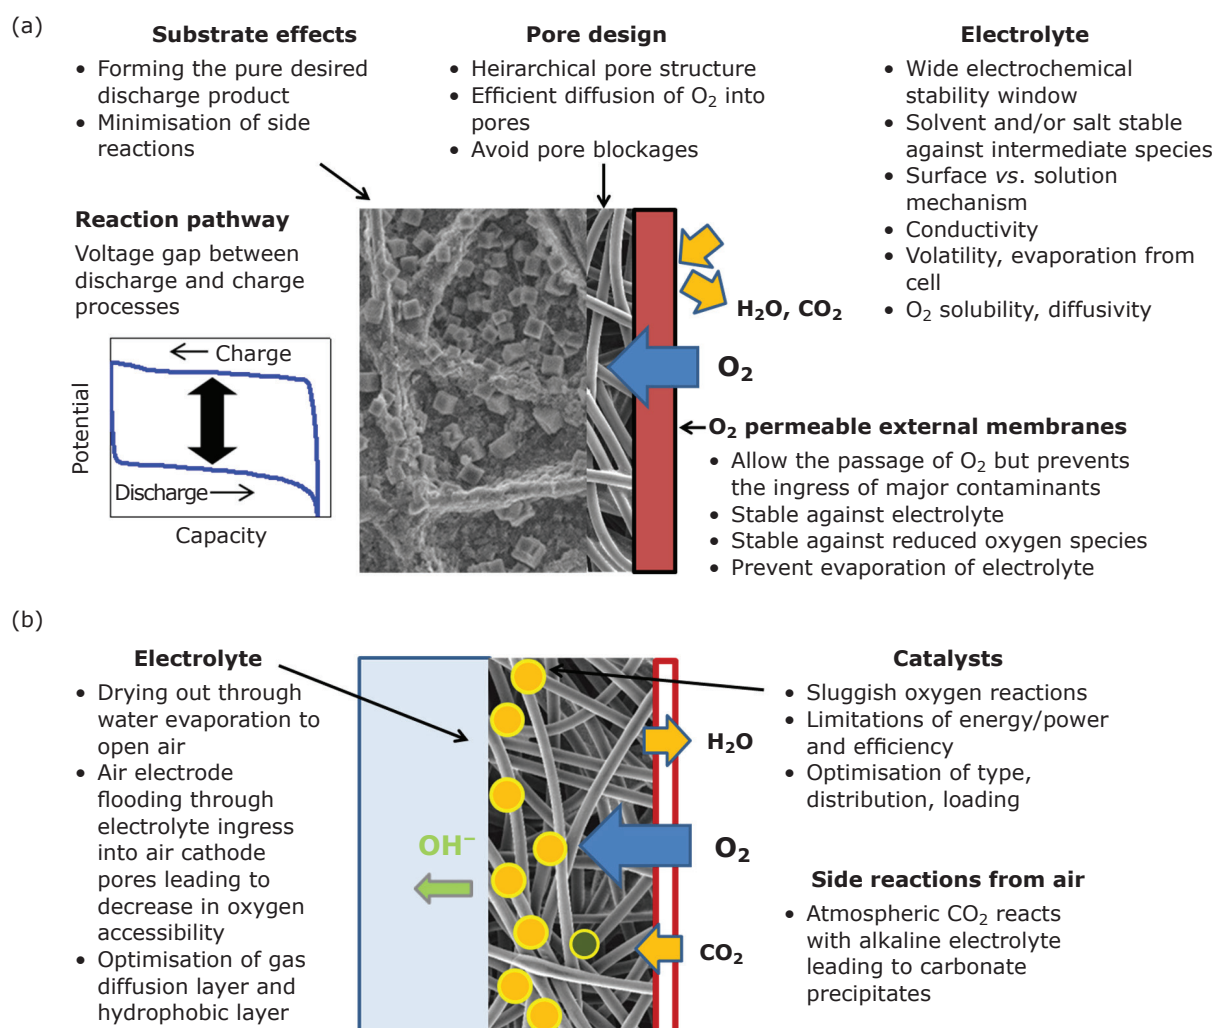 (a)
Substrate effects
• Forming the pure desired
discharge product
• Minimisation of side
reactions
Pore design
• Heirarchical pore structure
• Efficient diffusion of O₂ into
pores
• Avoid pore blockages
Electrolyte
• Wide electrochemical
stability window
• Solvent and/or salt stable
against intermediate species
• Surface vs. solution
mechanism
• Conductivity
• Volatility, evaporation from
cell
• O₂ solubility, diffusivity
Reaction pathway
Voltage gap between
discharge and charge
processes
Charge
Discharge
Potential
Capacity
H₂O, CO₂
O₂
O₂ permeable external membranes
• Allow the passage of O₂ but prevents
the ingress of major contaminants
• Stable against electrolyte
• Stable against reduced oxygen species
• Prevent evaporation of electrolyte
(b)
Electrolyte
• Drying out through
water evaporation to
open air
• Air electrode
flooding through
electrolyte ingress
into air cathode
pores leading to
decrease in oxygen
accessibility
• Optimisation of gas
diffusion layer and
hydrophobic layer
OH⁻
H₂O
O₂
CO₂
Catalysts
• Sluggish oxygen reactions
• Limitations of energy/power
and efficiency
• Optimisation of type,
distribution, loading
Side reactions from air
• Atmospheric CO₂ reacts
with alkaline electrolyte
leading to carbonate
precipitates